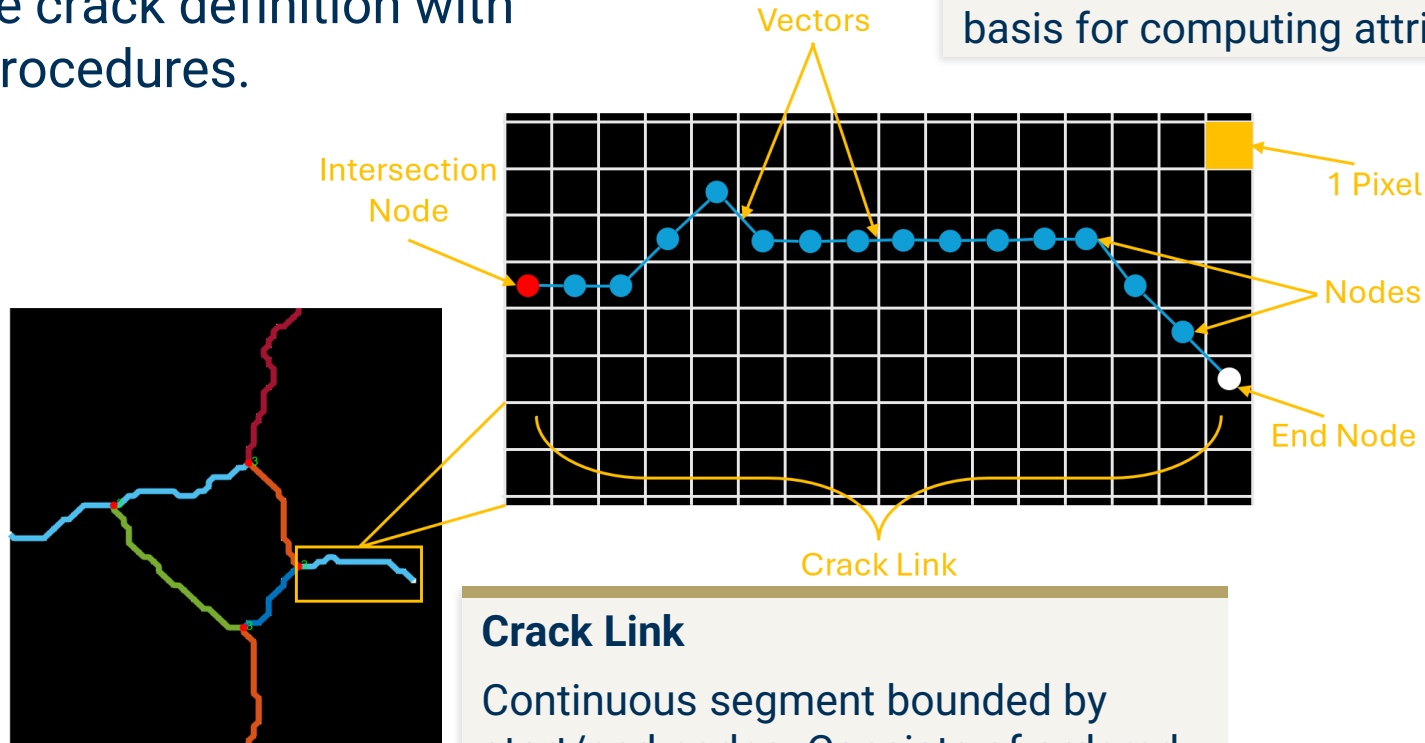 crack definition with
rocedures.
basis for computing
Vectors
Intersection
Node
1 Pixel
Nodes
End Node
Crack Link
3
Crack Link
Continuous segment bounded by